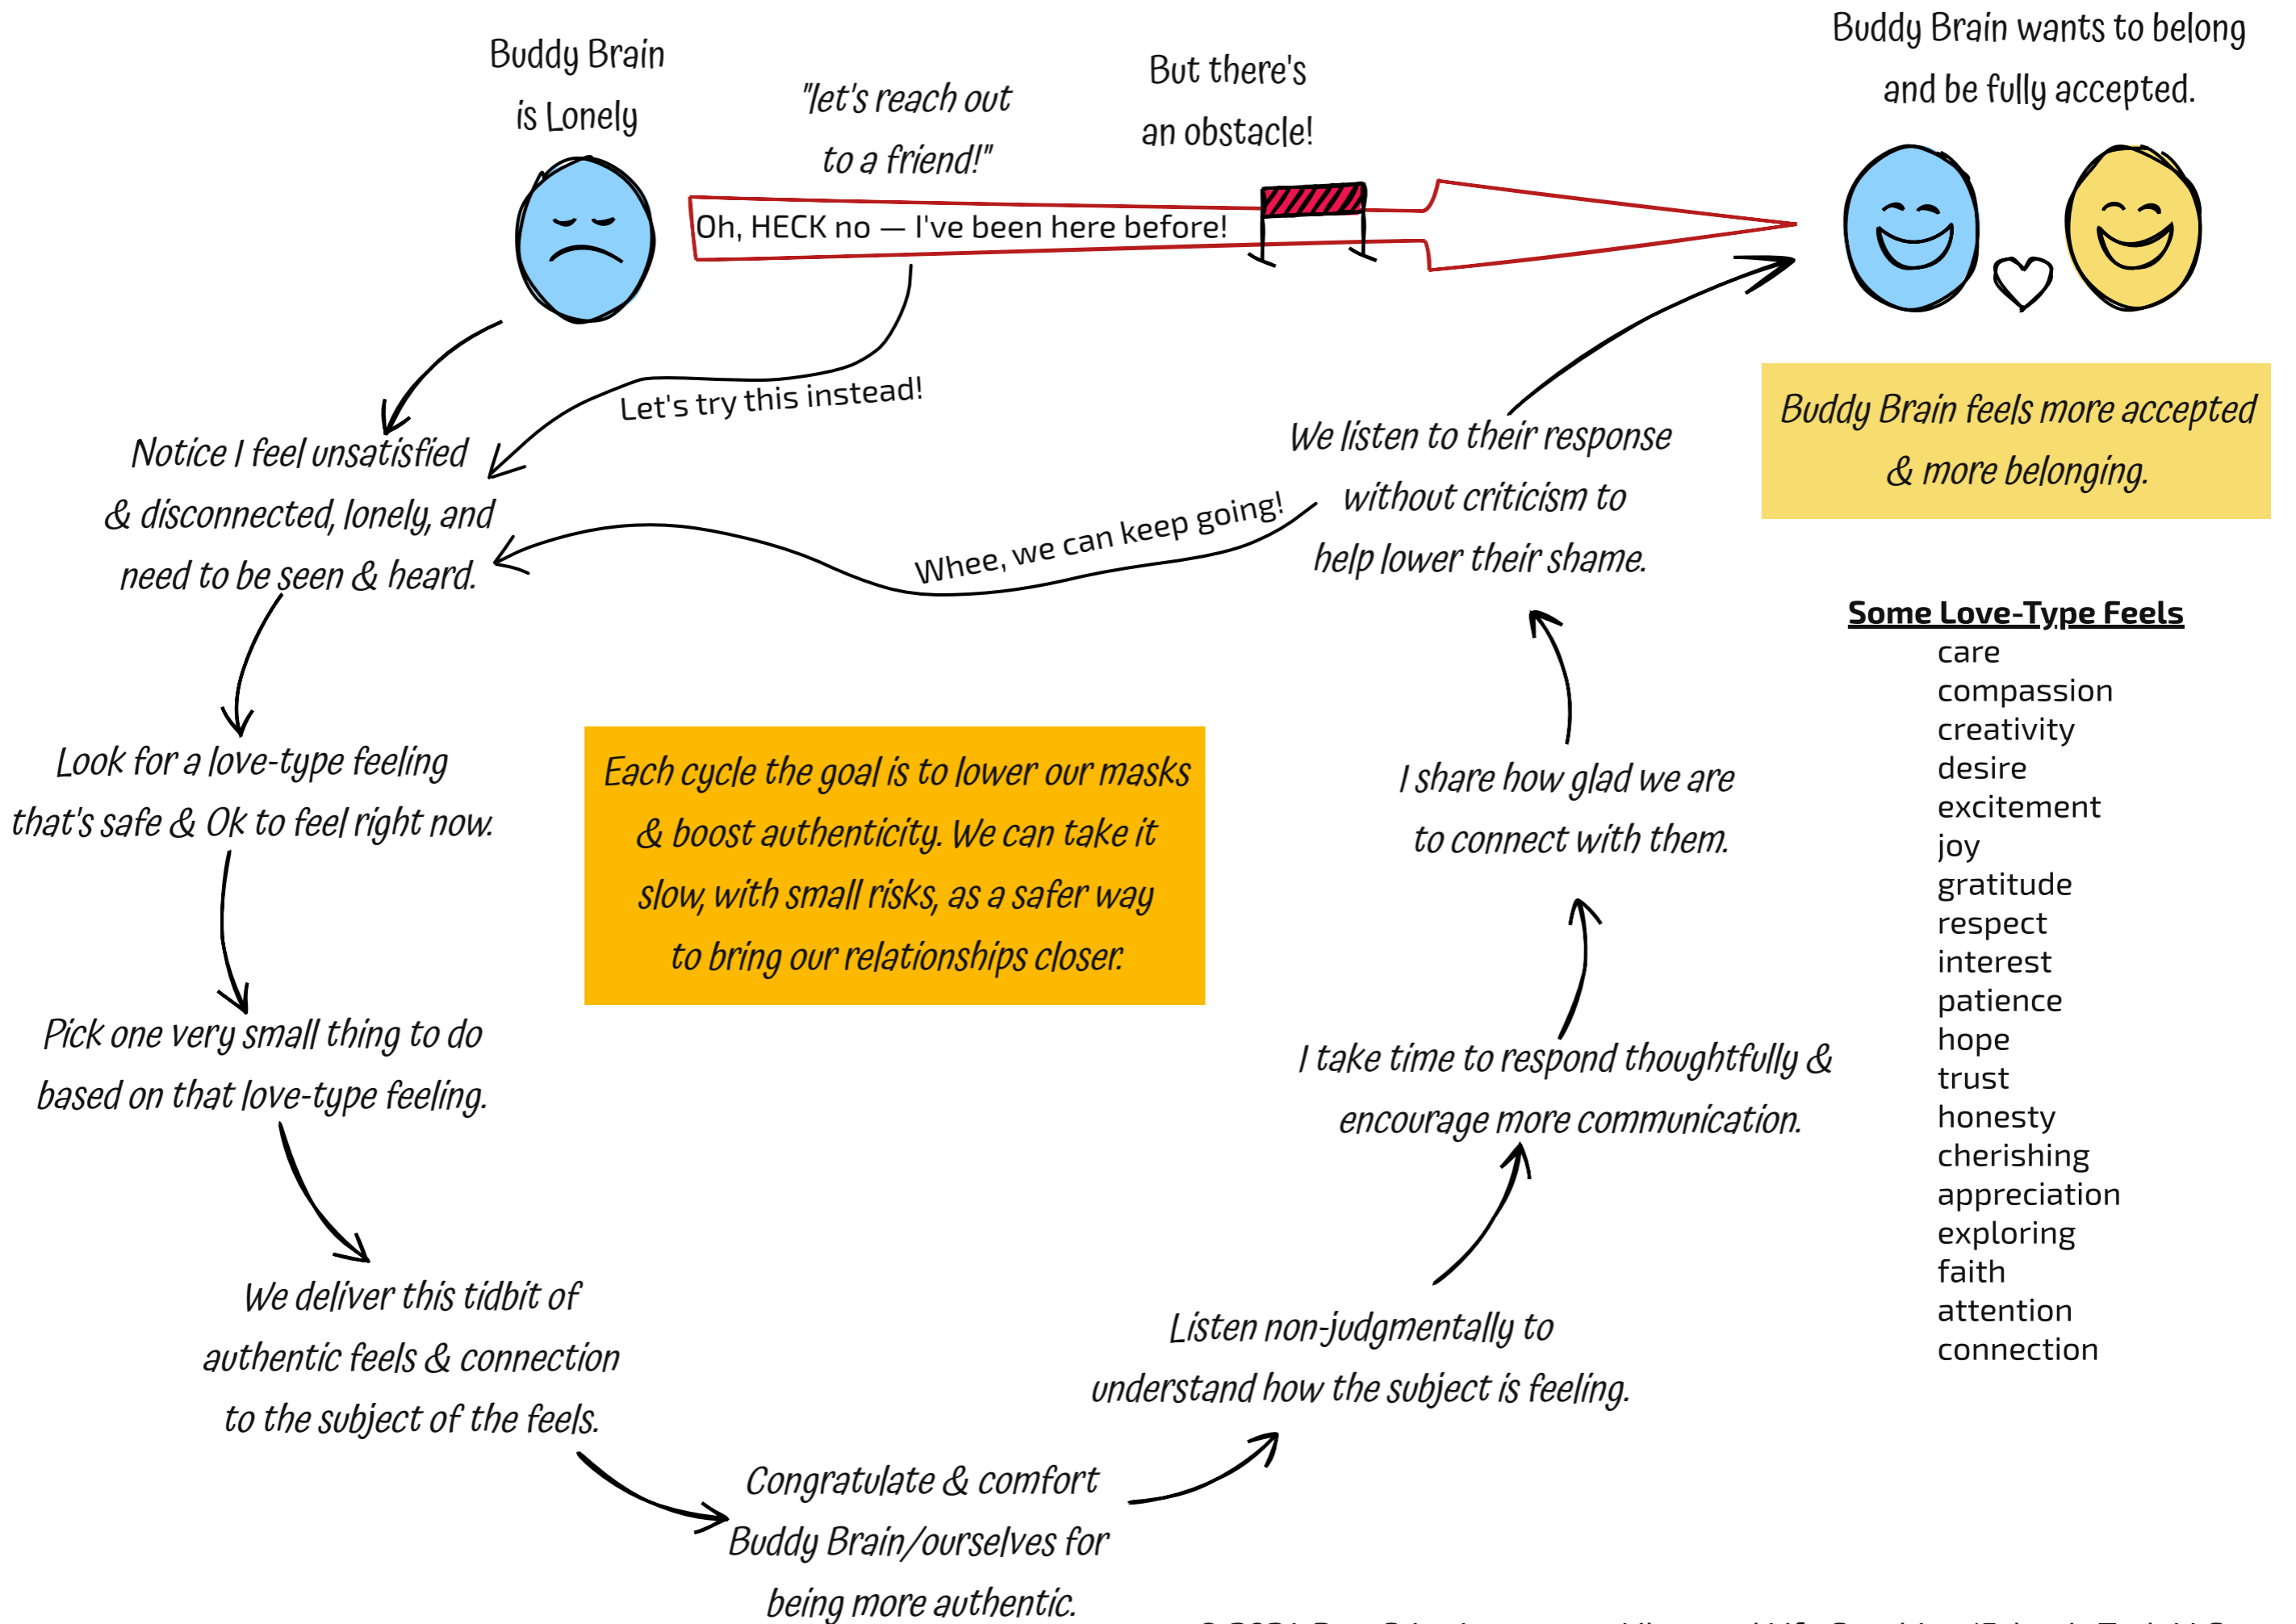 Buddy Brain
is Lonely
"let's reach out
to a friend!"
But there's
an obstacle!
Buddy Brain wants to belong
and be fully accepted.
Oh, HECK no — I've been here before!
Let's try this instead!
Notice I feel unsatisfied
& disconnected, lonely, and
need to be seen & heard.
Whee, we can keep going!
We listen to their response
without criticism to
help lower their shame.
Buddy Brain feels more accepted
& more belonging.
Look for a love-type feeling
that's safe & Ok to feel right now.
Each cycle the goal is to lower our masks
& boost authenticity. We can take it
slow, with small risks, as a safer way
to bring our relationships closer.
I share how glad we are
to connect with them.
Pick one very small thing to do
based on that love-type feeling.
I take time to respond thoughtfully &
encourage more communication.
We deliver this tidbit of
authentic feels & connection
to the subject of the feels.
Listen non-judgmentally to
understand how the subject is feeling.
Congratulate & comfort
Buddy Brain/ourselves for
being more authentic.
Some Love-Type Feels
care
compassion
creativity
desire
excitement
joy
gratitude
respect
interest
patience
hope
trust
honesty
cherishing
appreciation
exploring
faith
attention
connection